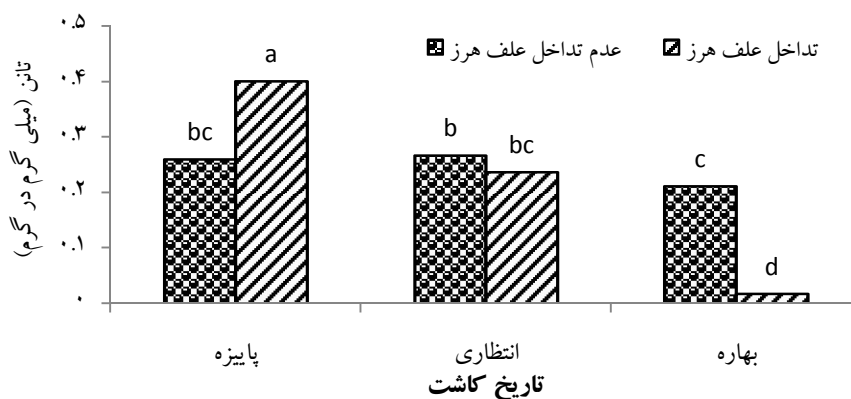 ۰.۵
۰.۴
۰.۳
۰.۲
۰.۱
۰
تانن (میلی گرم در گرم)
عدم تداخل علف هرز
تداخل علف هرز
bc
a
b
bc
c
d
پاییزه
انتظاری
بهاره
تاریخ کاشت